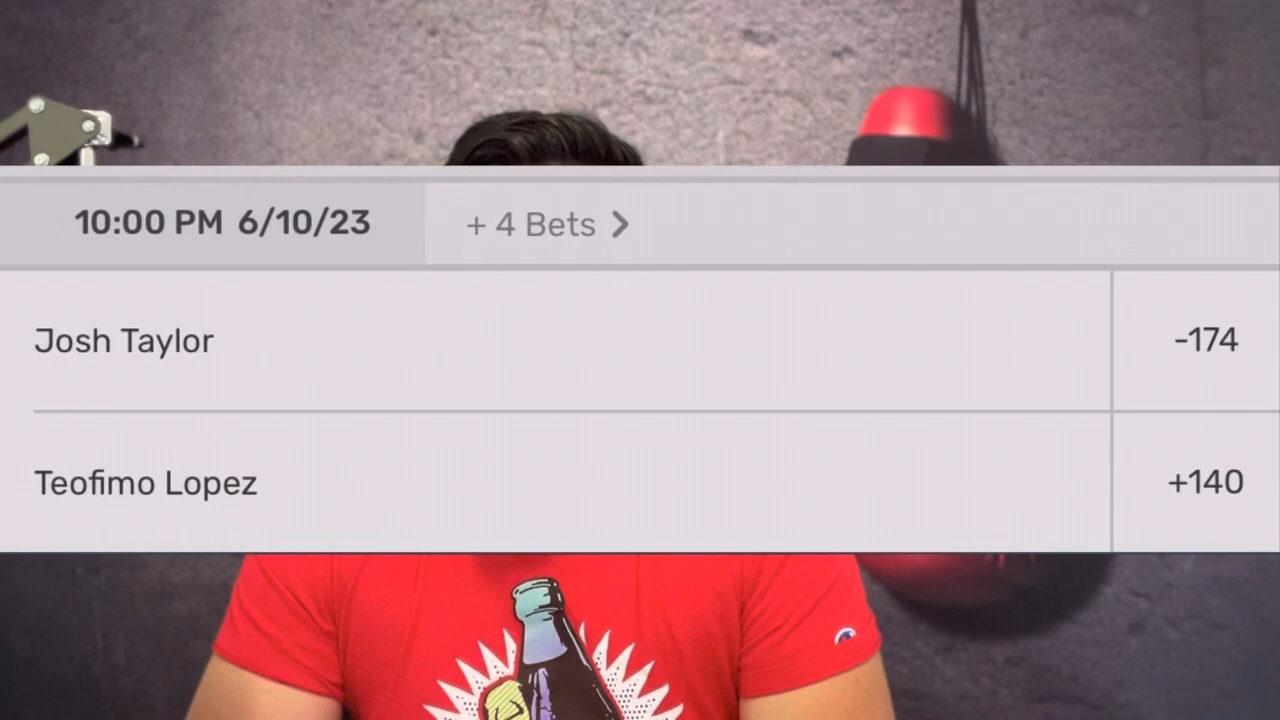 10:00 PM 6/10/23
+ 4 Bets
Josh Taylor
-174
Teofimo Lopez
+140